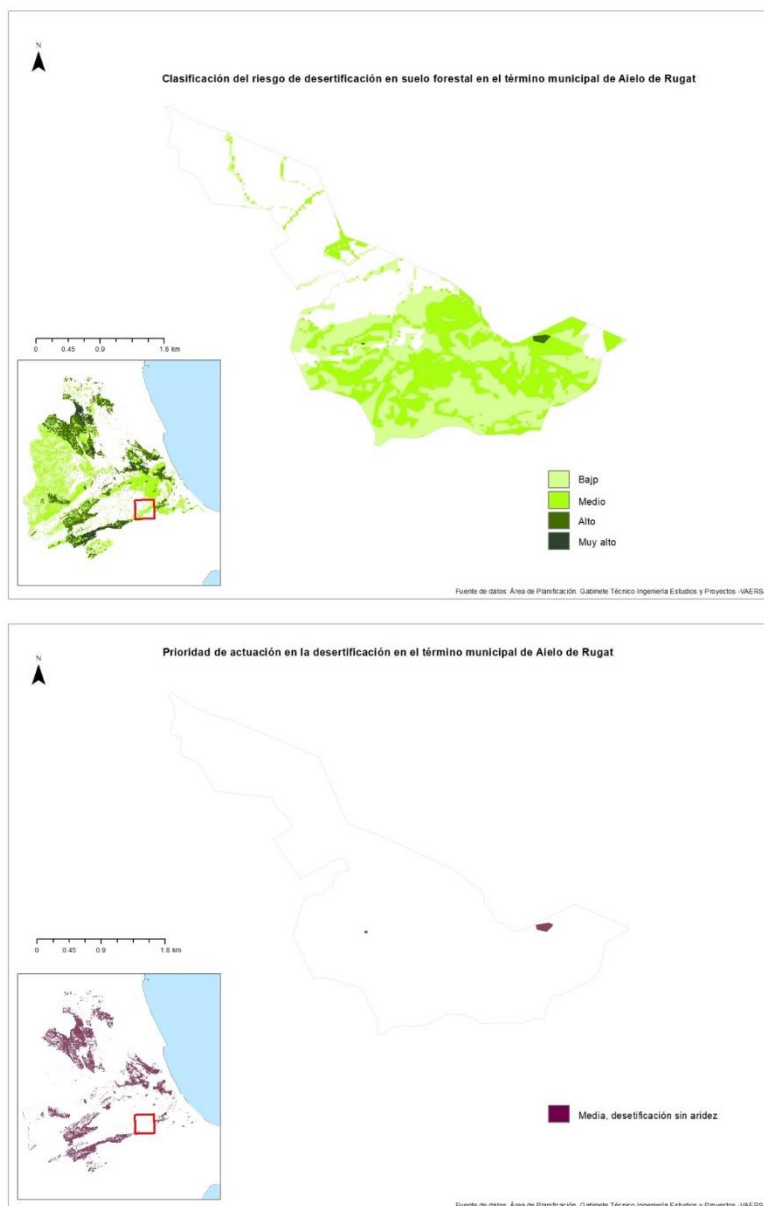 N
Clasificación del riesgo de desertificación en suelo forestal en el término municipal de Aielo de Rugat
0 0.45 0.9 1.8 km
Bajp
Medio
Alto
Muy alto
Fuente de datos: Área de Planificación. Gabinete Técnico Ingeniería Estudios y Proyectos -VAERSA
N
Prioridad de actuación en la desertificación en el término municipal de Aielo de Rugat
0 0.45 0.9 1.8 km
Media, desetificación sin aridez
Fuente de datos: Área de Planificación. Gabinete Técnico Ingeniería Estudios y Proyectos -VAERSA